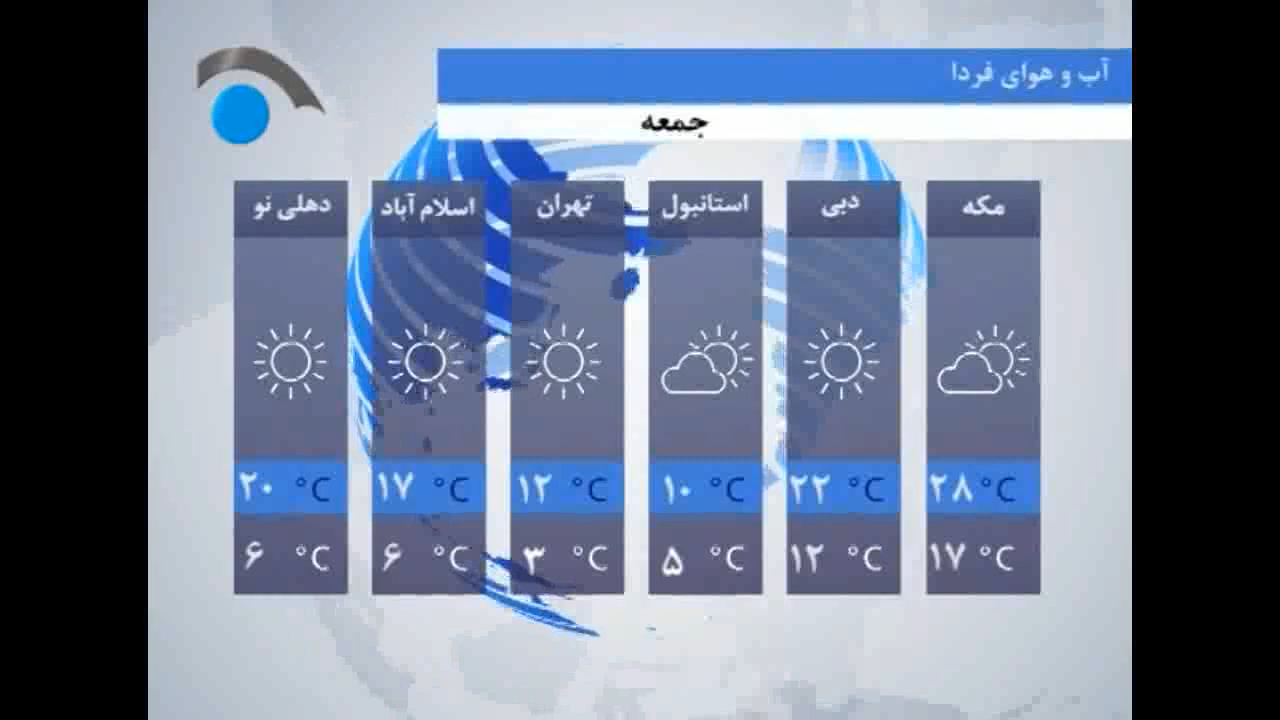 آب و هوای فردا
جمعه
مکه دبی استانبول تهران اسلام آباد دهلی نو
۲۸ °C ۲۲ °C ۱۰ °C ۱۲ °C ۱۷ °C ۲۰ °C
۱۷ °C ۱۲ °C ۵ °C ۳ °C ۶ °C ۶ °C